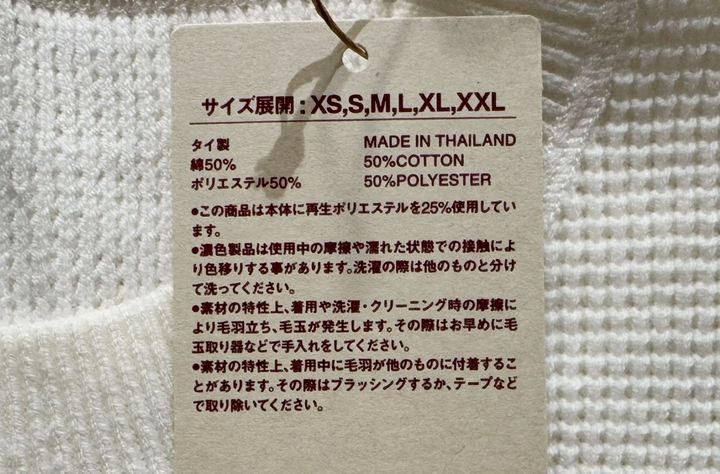 サイズ展開：XS,S,M,L,XL,XXL
タイ製 MADE IN THAILAND
綿50% 50%COTTON
ポリエステル50% 50%POLYESTER
●この商品は本体に再生ポリエステルを25%使用してい
ます。
●濃色製品は使用中の摩擦や濡れた状態での接触によ
り色移りする事があります。洗濯の際は他のものと分け
て洗ってください。
●素材の特性上、着用や洗濯・クリーニング時の摩擦に
より毛羽立ち、毛玉が発生します。その際はお早めに毛
玉取り器などで手入れをしてください。
●素材の特性上、着用中に毛羽が他のものに付着するこ
とがあります。その際はブラッシングするか、テープなど
で取り除いてください。